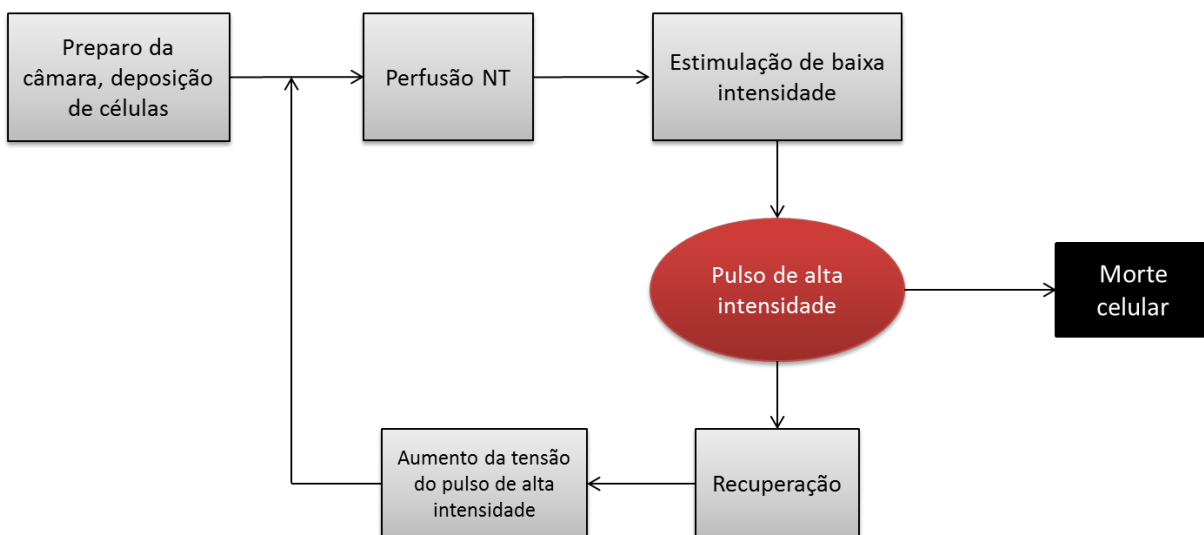 Preparo da
câmara, deposição
de células
Perfusão NT
Estimulação de baixa
intensidade
Pulso de alta
intensidade
Morte
celular
Recuperação
Aumento da tensão
do pulso de alta
intensidade